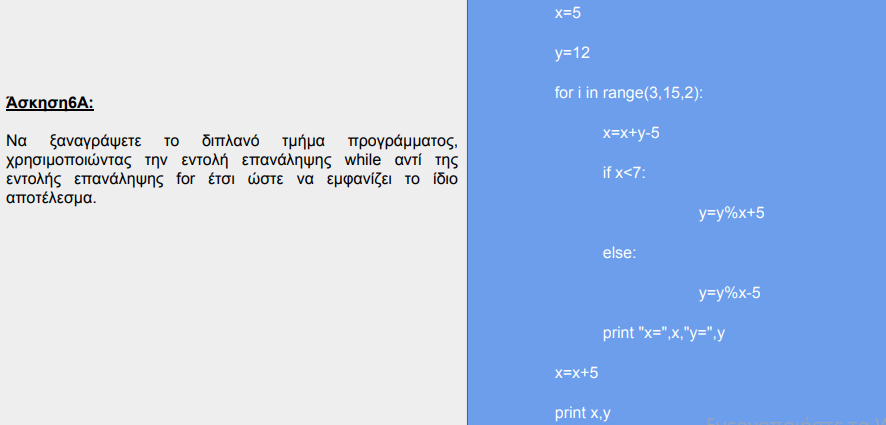 Άσκηση6Α:
Να ξαναγράψετε το διπλανό τμήμα προγράμματος,
χρησιμοποιώντας την εντολή επανάληψης while αντί της
εντολής επανάληψης for έτσι ώστε να εμφανίζει το ίδιο
αποτέλεσμα.
x=5
y=12
for i in range(3,15,2):
x=x+y-5
if x<7:
y=y%x+5
else:
y=y%x-5
print "x=",x,"y=",y
x=x+5
print x,y